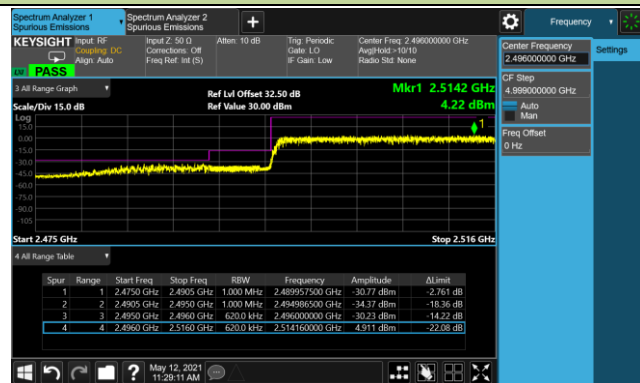 Spectrum Analyzer 1
Spurious Emissions
Spectrum Analyzer 2
Spurious Emissions
+
Frequency
KEYSIGHT
Input: RF
Coupling: DC
Align: Auto
Input Z: 50 Ω
Corrections: Off
Freq Ref: Int (S)
Atten: 10 dB
Trig: Periodic
Gate: LO
IF Gain: Low
Center Freq: 2.496000000 GHz
Avg|Hold:>10/10
Radio Std: None
PASS
3 All Range Graph
Scale/Div 15.0 dB
Ref Lvl Offset 32.50 dB
Ref Value 30.00 dBm
Mkr1 2.5142 GHz
4.22 dBm
Log
15.0
0.00
-15.0
-30.0
-45.0
-60.0
-75.0
-90.0
-105
1
Start 2.475 GHz
Stop 2.516 GHz
4 All Range Table
Spur Range Start Freq Stop Freq RBW Frequency Amplitude ΔLimit
1 1 2.4750 GHz 2.4905 GHz 1.000 MHz 2.489957500 GHz -30.77 dBm -2.761 dB
2 2 2.4905 GHz 2.4950 GHz 1.000 MHz 2.494986500 GHz -34.37 dBm -18.36 dB
3 3 2.4950 GHz 2.4960 GHz 620.0 kHz 2.496000000 GHz -30.23 dBm -14.22 dB
4 4 2.4960 GHz 2.5160 GHz 620.0 kHz 2.514160000 GHz 4.911 dBm -22.08 dB
Center Frequency
2.496000000 GHz
Settings
CF Step
4.999000000 GHz
Auto
Man
Freq Offset
0 Hz
?
May 12, 2021
11:29:11 AM